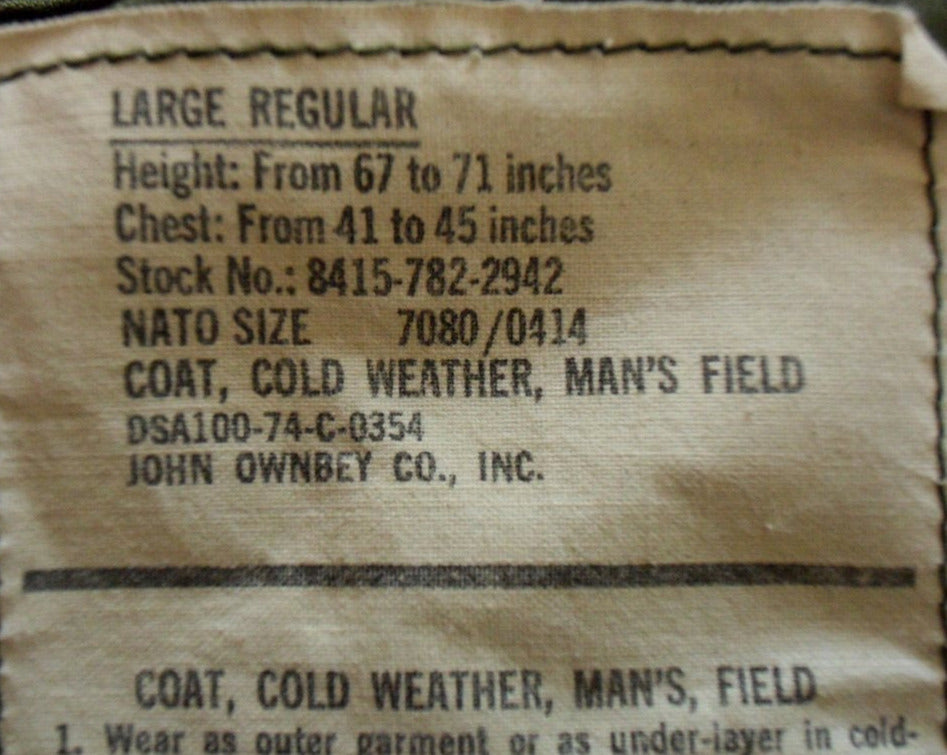 LARGE REGULAR
Height: From 67 to 71 inches
Chest: From 41 to 45 inches
Stock No.: 8415-782-2942
NATO SIZE 7080/0414
COAT, COLD WEATHER, MAN'S FIELD
DSA100-74-C-0354
JOHN OWNBEY CO., INC.
COAT, COLD WEATHER, MAN'S, FIELD
1. Wear as outer garment or as under-layer in cold-